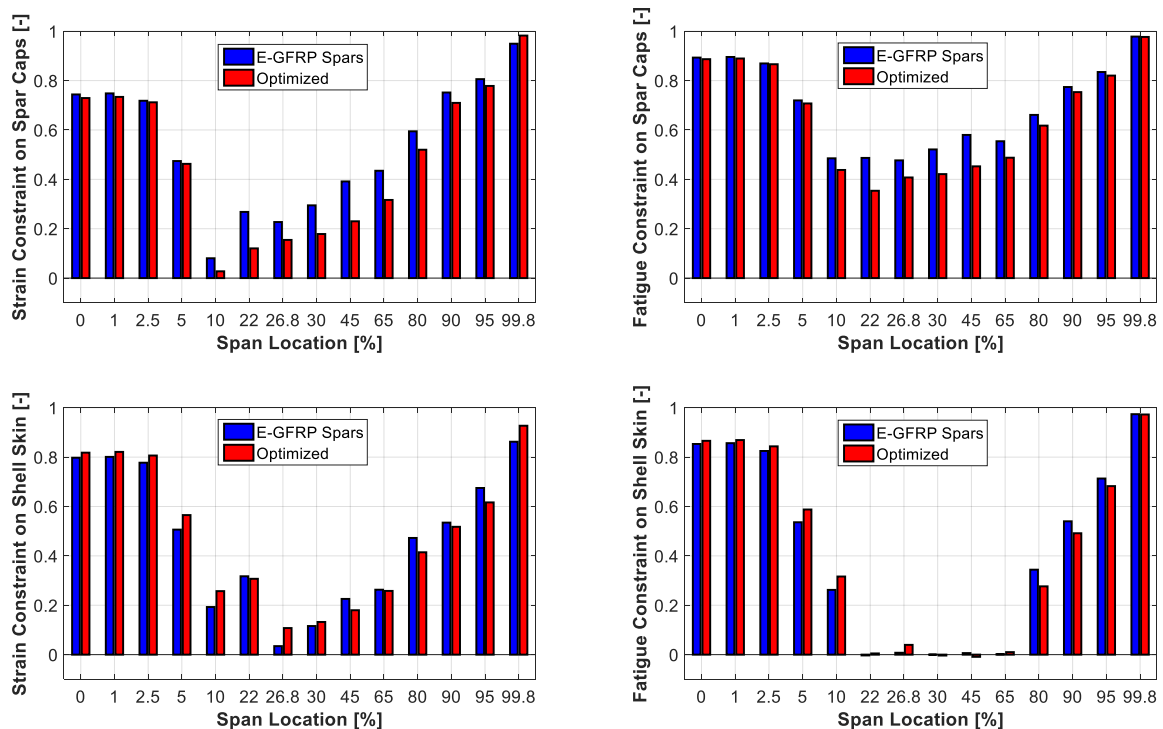 Strain Constraint on Spar Caps [-]
1
0.8
0.6
0.4
0.2
0
E-GFRP Spars
Optimized
0 1 2.5 5 10 22 26.8 30 45 65 80 90 95 99.8
Span Location [%]
Fatigue Constraint on Spar Caps [-]
1
0.8
0.6
0.4
0.2
0
E-GFRP Spars
Optimized
0 1 2.5 5 10 22 26.8 30 45 65 80 90 95 99.8
Span Location [%]
Strain Constraint on Shell Skin [-]
1
0.8
0.6
0.4
0.2
0
E-GFRP Spars
Optimized
0 1 2.5 5 10 22 26.8 30 45 65 80 90 95 99.8
Span Location [%]
Fatigue Constraint on Shell Skin [-]
1
0.8
0.6
0.4
0.2
0
E-GFRP Spars
Optimized
0 1 2.5 5 10 22 26.8 30 45 65 80 90 95 99.8
Span Location [%]